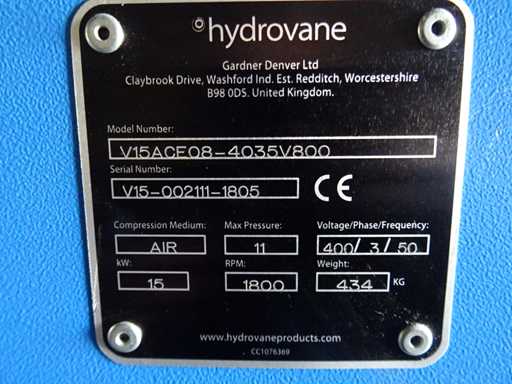 hydrovane
Gardner Denver Ltd
Claybrook Drive, Washford Ind. Est. Redditch, Worcestershire
B98 0DS. United Kingdom.
Model Number:
V15ACE08-4035V800
Serial Number:
V15-002111-1805 CE
Compression Medium: Max Pressure: Voltage/Phase/Frequency:
AIR 11 400/3/50
kW: RPM: Weight:
15 1800 434 KG
www.hydrovaneproducts.com
CC1076369